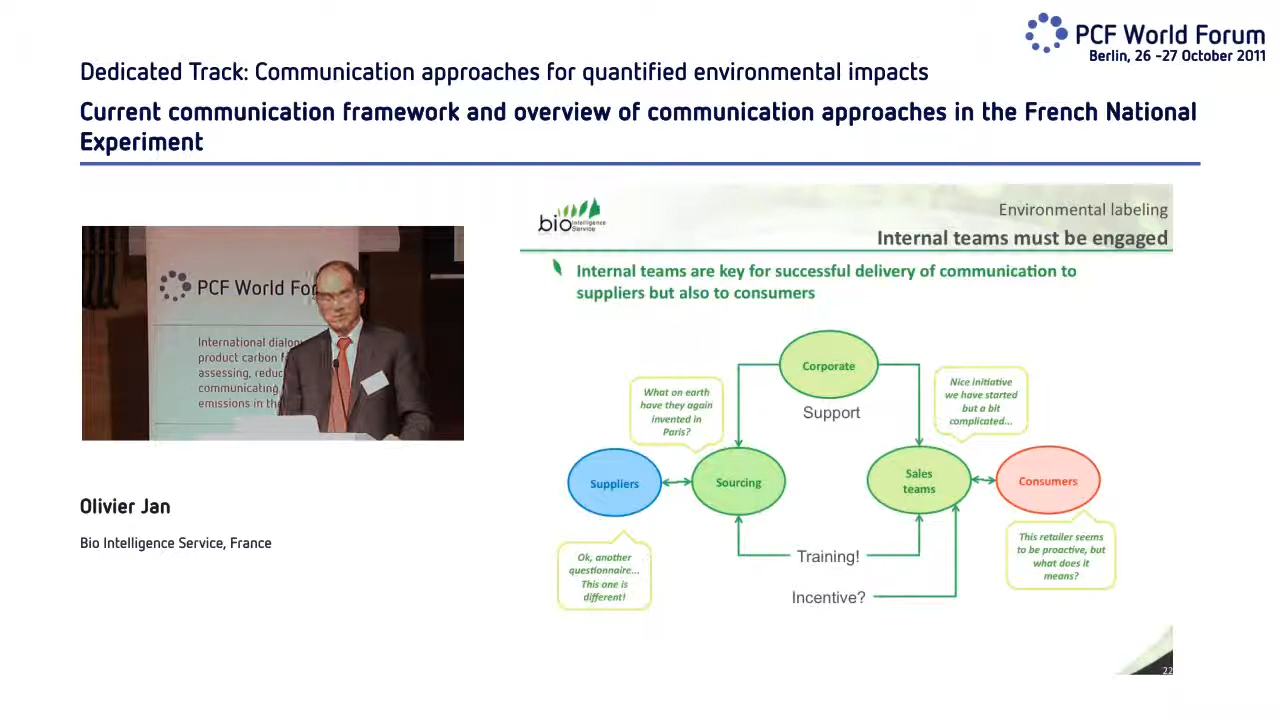 PCF World Forum
Berlin, 26 -27 October 2011
Dedicated Track: Communication approaches for quantified environmental impacts
Current communication framework and overview of communication approaches in the French National
Experiment
PCF World For
International dialo
product carbon f
assessing, reduc
communicating
emissions in the
Olivier Jan
Bio Intelligence Service, France
bio intelligence
Service
Environmental labeling
Internal teams must be engaged
Internal teams are key for successful delivery of communication to
suppliers but also to consumers
Corporate
Support
What on earth
have they again
invented in
Paris?
Nice initiative
we have started
but a bit
complicated...
Suppliers
Sourcing
Sales
teams
Consumers
Ok, another
questionnaire...
This one is
different!
Training!
Incentive?
This retailer seems
to be proactive, but
what does it
means?
22